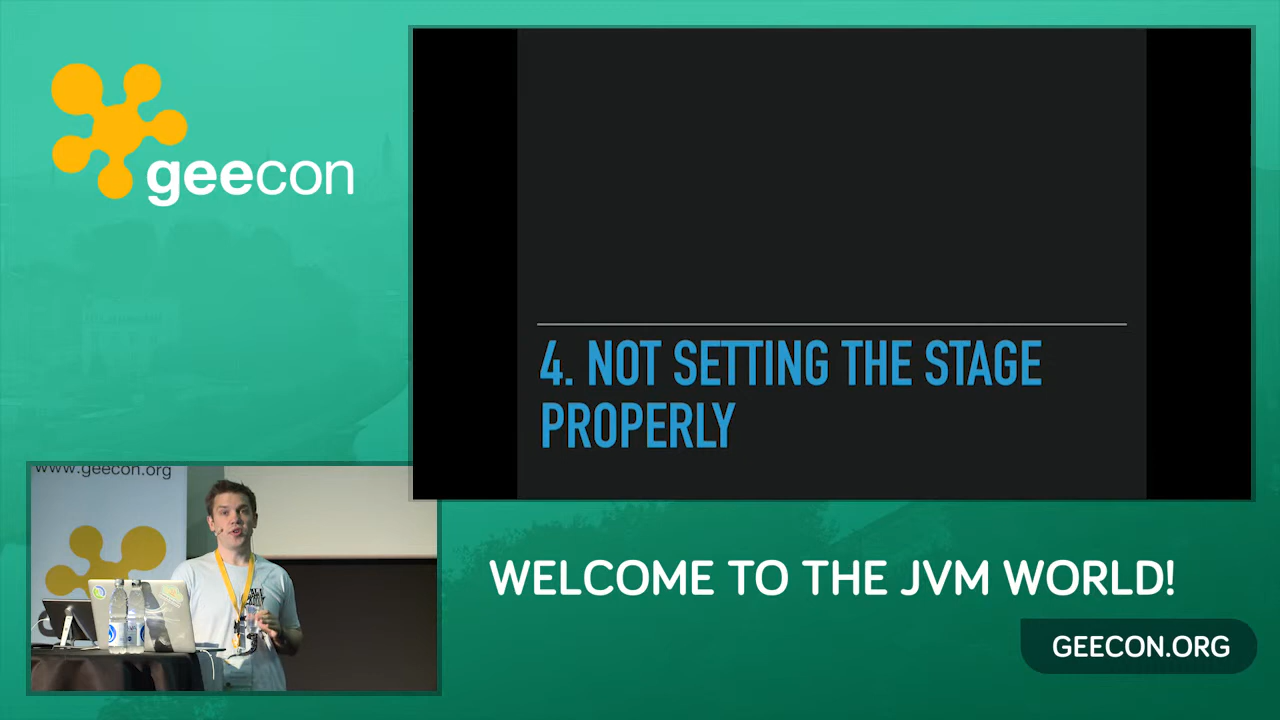 geecon
4. NOT SETTING THE STAGE
PROPERLY
www.geecon.org
WELCOME TO THE JVM WORLD!
GEECON.ORG